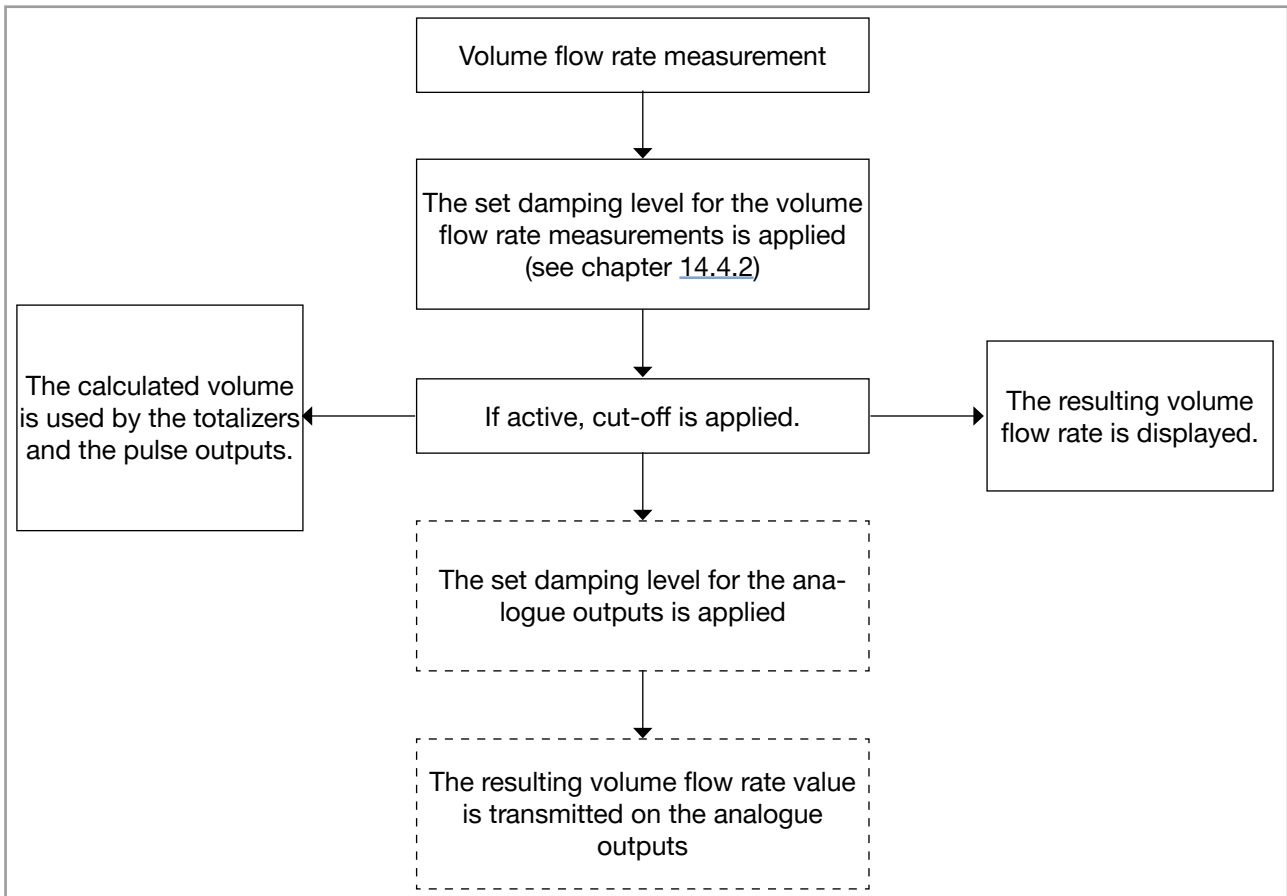 Volume flow rate measurement
The set damping level for the volume
flow rate measurements is applied
(see chapter 14.4.2)
The calculated volume
is used by the totalizers
and the pulse outputs.
If active, cut-off is applied.
The resulting volume
flow rate is displayed.
The set damping level for the ana-
logue outputs is applied
The resulting volume flow rate value
is transmitted on the analogue
outputs